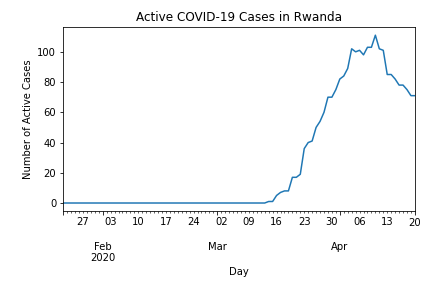 Active COVID-19 Cases in Rwanda
Number of Active Cases
100
80
60
40
20
0
27 03 10 17 24 02 09 16 23 30 06 13 20
Feb Mar Apr
2020
Day